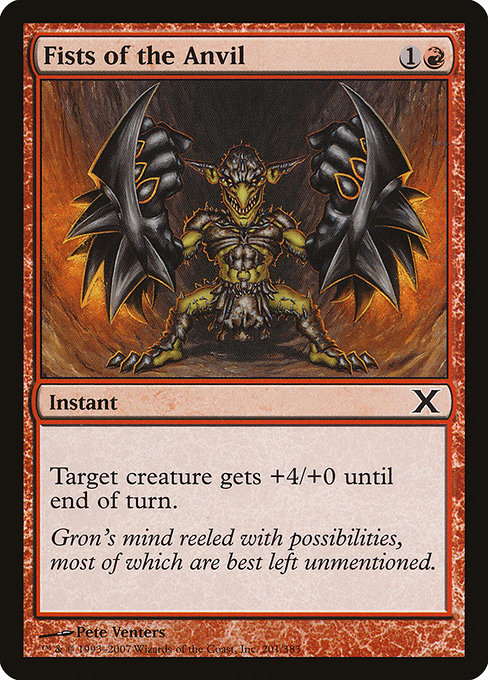 Fists of the Anvil 1
Instant X
Target creature gets +4/+0 until
end of turn.
Gron's mind reeled with possibilities,
most of which are best left unmentioned.
Pete Venters
™ & © 1993–2007 Wizards of the Coast, Inc. 201/383